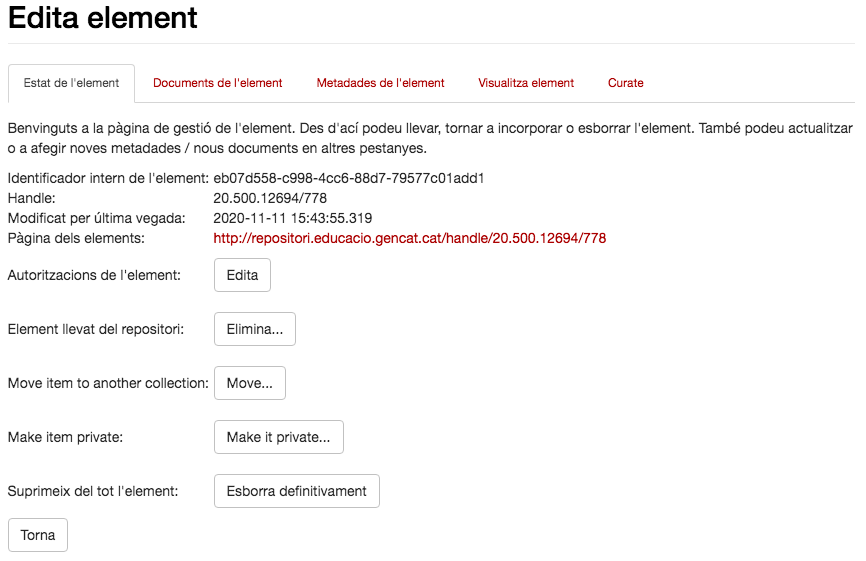 Edita element
Estat de l'element Documents de l'element Metadades de l'element Visualitza element Curate
Benvinguts a la pàgina de gestió de l'element. Des d'ací podeu llevar, tornar a incorporar o esborrar l'element. També podeu actualitzar
o a afegir noves metadades / nous documents en altres pestanyes.
Identificador intern de l'element: eb07d558-c998-4cc6-88d7-79577c01add1
Handle: 20.500.12694/778
Modificat per última vegada: 2020-11-11 15:43:55.319
Pàgina dels elements: http://repositori.educacio.gencat.cat/handle/20.500.12694/778
Autoritzacions de l'element: Edita
Element llevat del repositori: Elimina...
Move item to another collection: Move...
Make item private: Make it private...
Suprimeix del tot l'element: Esborra definitivament
Torna